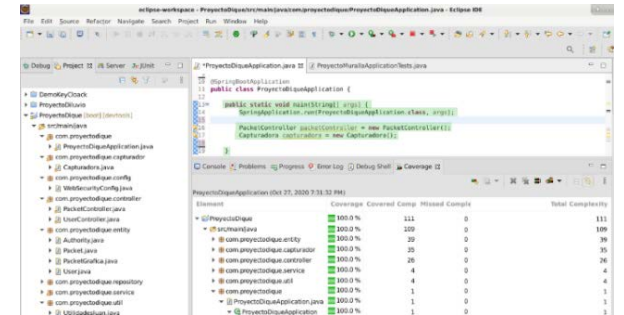 eclipse-workspace - ProyectoDique/src/main/java/com/proyectodique/ProyectoDiqueApplication.java - Eclipse IDE
File Edit Source Refactor Navigate Search Project Run Window Help
Debug Project Server JUnit
*ProyectoDiqueApplication.java ProyectoMurallaApplicationTests.java
DemoKeyCloack
ProyectoDiluvio
ProyectoDique [boot] [devtools]
src/main/java
com.proyectodique
ProyectoDiqueApplication.java
com.proyectodique.capturador
Capturadora.java
com.proyectodique.config
WebSecurityConfig.java
com.proyectodique.controller
PacketController.java
UserController.java
com.proyectodique.entity
Authority.java
Packet.java
PacketGrafica.java
User.java
com.proyectodique.repository
com.proyectodique.service
com.proyectodique.util
UtilidadesJuan.java
10 @SpringBootApplication
11 public class ProyectoDiqueApplication {
12
public static void main(String[] args) {
SpringApplication.run(ProyectoDiqueApplication.class, args);
PacketController packetController = new PacketController();
Capturadora capturadora = new Capturadora();
}
Console Problems Progress Error Log Debug Shell Coverage
ProyectoDiqueApplication (Oct 27, 2020 7:31:32 PM)
Element Coverage Covered Comp Missed Comple Total Complexity
ProyectoDique 100.0 % 111 0 111
src/main/java 100.0 % 109 0 109
com.proyectodique.entity 100.0 % 39 0 39
com.proyectodique.capturador 100.0 % 35 0 35
com.proyectodique.controller 100.0 % 26 0 26
com.proyectodique.service 100.0 % 4 0 4
com.proyectodique.util 100.0 % 4 0 4
com.proyectodique 100.0 % 1 0 1
ProyectoDiqueApplication.java 100.0 % 1 0 1
ProyectoDiqueApplication 100.0 % 1 0 1